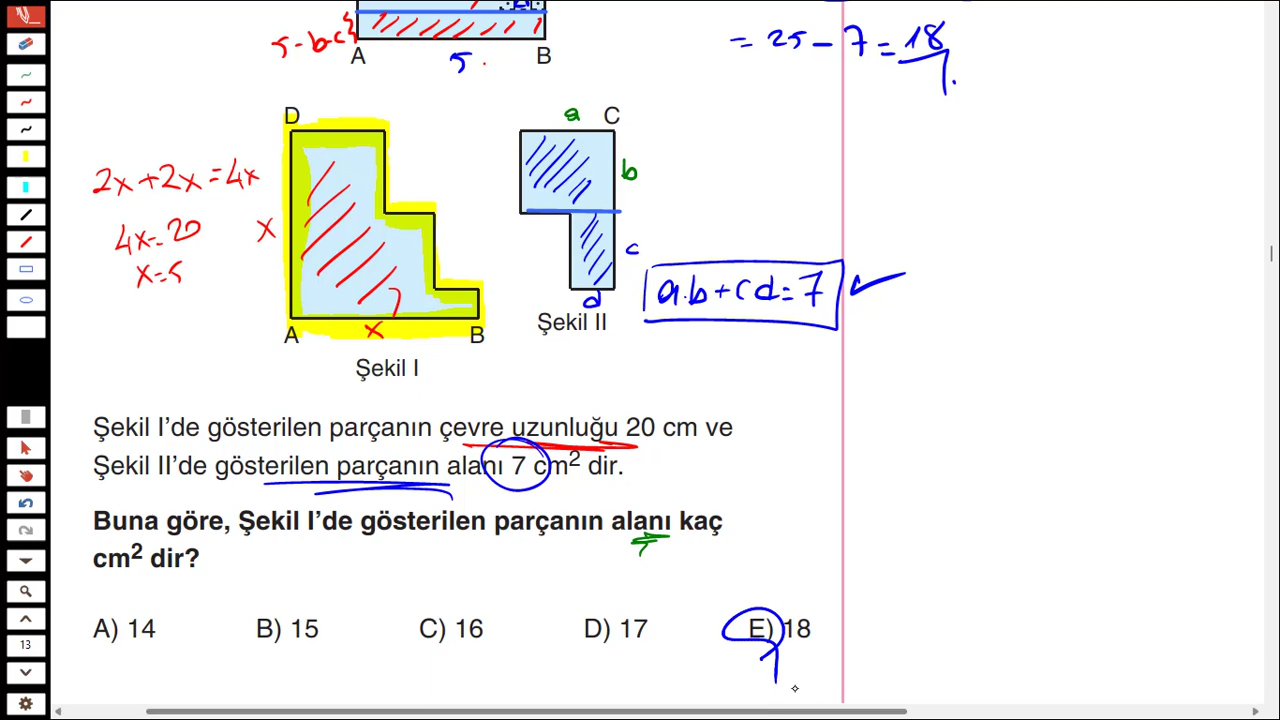 5-b-c{
A B
5.
= 25 - 7 = 18
D
a C
2x+2x=4x
b
4x=20
x
c
x=5
a.b+cd=7
d
x
A B
Şekil II
Şekil I
Şekil I’de gösterilen parçanın çevre uzunluğu 20 cm ve
Şekil II’de gösterilen parçanın alanı 7 cm² dir.
Buna göre, Şekil I’de gösterilen parçanın alanı kaç
cm² dir?
A) 14 B) 15 C) 16 D) 17 E) 18
13